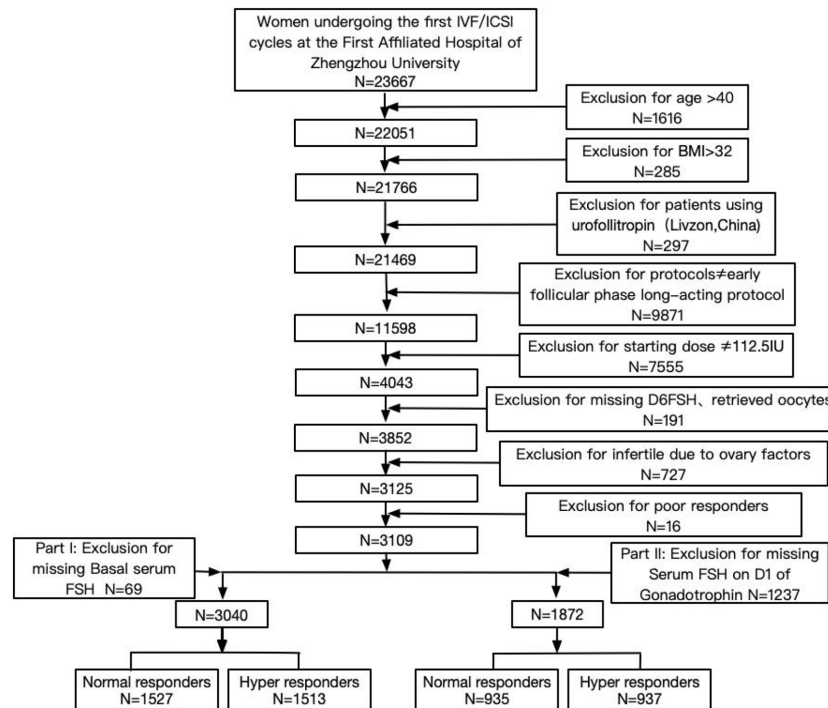 Women undergoing the first IVF/ICSI
cycles at the First Affiliated Hospital of
Zhengzhou University
N=23667
Exclusion for age >40
N=1616
N=22051
Exclusion for BMI>32
N=285
N=21766
Exclusion for patients using
urofollitropin（Livzon,China)
N=297
N=21469
Exclusion for protocols≠early
follicular phase long-acting protocol
N=9871
N=11598
Exclusion for starting dose ≠112.5IU
N=7555
N=4043
Exclusion for missing D6FSH、retrieved oocytes
N=191
N=3852
Exclusion for infertile due to ovary factors
N=727
N=3125
Exclusion for poor responders
N=16
N=3109
Part I: Exclusion for
missing Basal serum
FSH N=69
Part II: Exclusion for missing
Serum FSH on D1 of
Gonadotrophin N=1237
N=3040
N=1872
Normal responders
N=1527
Hyper responders
N=1513
Normal responders
N=935
Hyper responders
N=937